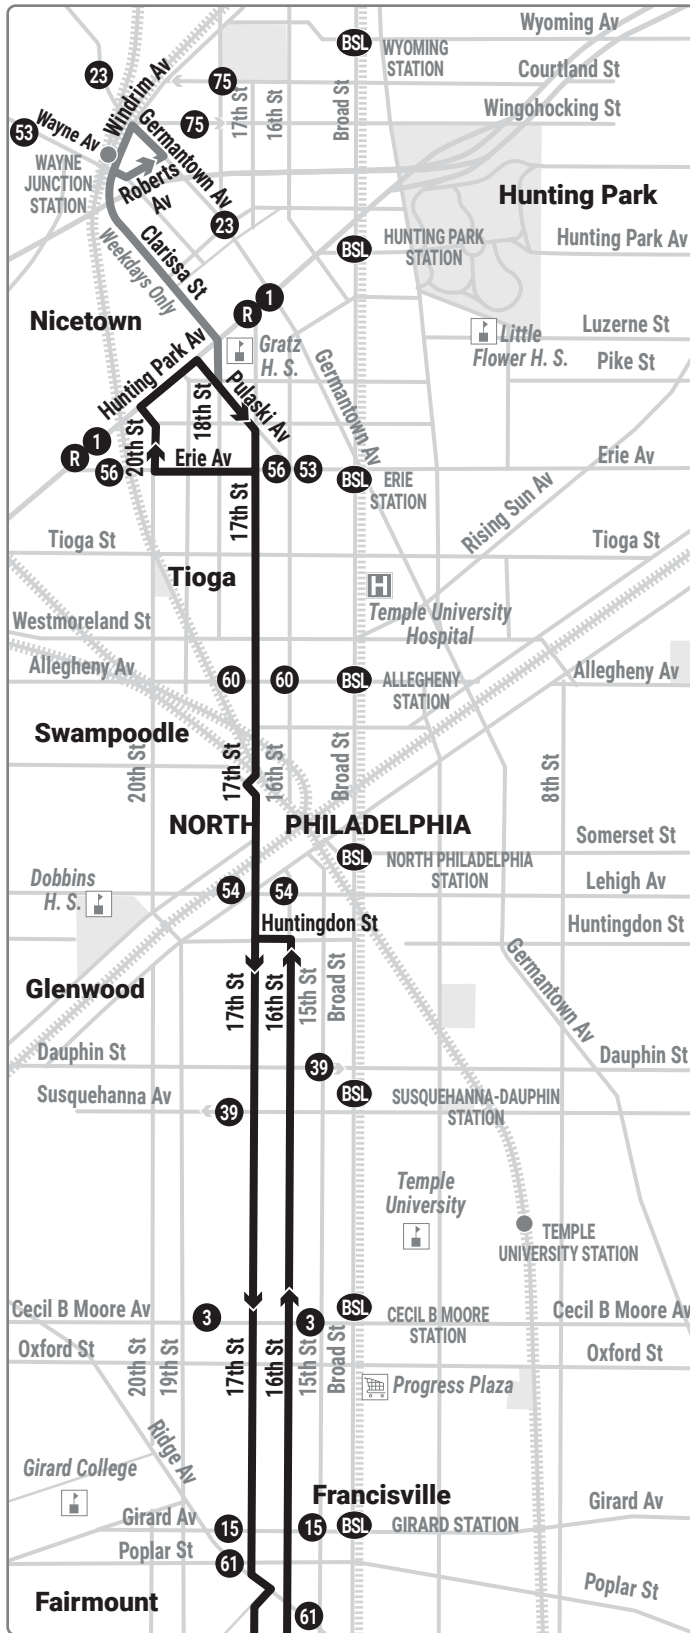 Wyoming Av
BSL
WYOMING
STATION
23
Windrim Av
75
Courtland St
17th St
16th St
Broad St
Wingohocking St
53
Wayne Av
75
Germantown Av
WAYNE
JUNCTION
STATION
Roberts
Av
Hunting Park
23
Clarissa St
Weekdays Only
BSL
HUNTING PARK
STATION
Hunting Park Av
1
R
Nicetown
Gratz
H. S.
Little
Flower H. S.
Luzerne St
Pike St
Hunting Park Av
18th St
Pulaski Av
Germantown Av
1
R
56
20th St
Erie Av
56
53
BSL
ERIE
STATION
Erie Av
17th St
Rising Sun Av
Tioga St
Tioga St
Tioga
H
Temple University
Hospital
Westmoreland St
Allegheny Av
60
60
BSL
ALLEGHENY
STATION
Allegheny Av
Swampoodle
20th St
17th St
16th St
Broad St
8th St
NORTH PHILADELPHIA
Somerset St
BSL
NORTH PHILADELPHIA
STATION
Dobbins
H. S.
54
54
Lehigh Av
Huntingdon St
Huntingdon St
Glenwood
17th St
16th St
15th St
Broad St
Germantown Av
Dauphin St
39
Dauphin St
Susquehanna Av
39
BSL
SUSQUEHANNA-DAUPHIN
STATION
Temple
University
TEMPLE
UNIVERSITY STATION
Cecil B Moore Av
3
3
BSL
CECIL B MOORE
STATION
Cecil B Moore Av
Oxford St
20th St
19th St
17th St
16th St
15th St
Broad St
Oxford St
Progress Plaza
Ridge Av
Girard College
Francisville
Girard Av
15
15
BSL
GIRARD STATION
Girard Av
Poplar St
61
Poplar St
Fairmount
61